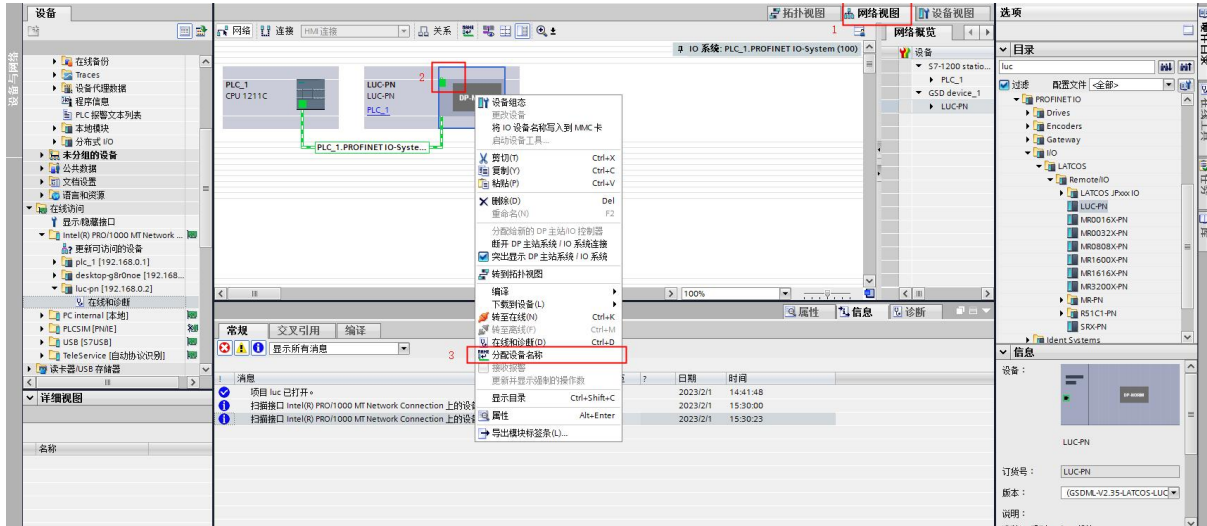 设备
拓扑视图
网络视图
设备视图
选项
网络
连接
HMI 连接
关系
1
网络概览
设备与网络
IO 系统: PLC_1.PROFINET IO-System (100)
设备
目录
在线备份
Traces
设备代理数据
程序信息
PLC 报警文本列表
本地模块
分布式 I/O
未分组的设备
公共数据
文档设置
语言和资源
在线访问
显示/隐藏接口
Intel(R) PRO/1000 MT Network ...
更新可访问的设备
plc_1 [192.168.0.1]
desktop-g8r0noe [192.168...
luc-pn [192.168.0.2]
在线和诊断
PC internal [本地]
PLCSIM [PN/IE]
USB [S7USB]
TeleService [自动协议识别]
读卡器/USB 存储器
详细视图
名称
PLC_1
CPU 1211C
LUC-PN
LUC-PN
PLC_1
2
PLC_1.PROFINET IO-Syste...
设备组态
更改设备
将 IO 设备名称写入到 MMC 卡
启动设备工具...
剪切(T) Ctrl+X
复制(Y) Ctrl+C
粘贴(P) Ctrl+V
删除(D) Del
重命名(N) F2
分配给新的 DP 主站/IO 控制器
断开 DP 主站系统 / IO 系统连接
突出显示 DP 主站系统 / IO 系统
转到拓扑视图
编译
下载到设备(L)
转至在线(N) Ctrl+K
转至离线(F) Ctrl+M
在线和诊断(D) Ctrl+D
3
分配设备名称
接收报警
更新并显示强制的操作数
显示目录 Ctrl+Shift+C
属性 Alt+Enter
导出模块标签条(L)...
S7-1200 statio...
PLC_1
GSD device_1
LUC-PN
100%
属性
信息
诊断
常规
交叉引用
编译
显示所有消息
! 消息 ? 日期 时间
项目 luc 已打开。 2023/2/1 14:41:48
扫描接口 Intel(R) PRO/1000 MT Network Connection 上的设备 2023/2/1 15:30:00
扫描接口 Intel(R) PRO/1000 MT Network Connection 上的设备 2023/2/1 15:30:23
luc
过滤
配置文件 <全部>
PROFINET IO
Drives
Encoders
Gateway
I/O
LATCOS
Remote/IO
LATCOS JPxxx IO
LUC-PN
MR0016X-PN
MR0032X-PN
MR0808X-PN
MR1600X-PN
MR1616X-PN
MR3200X-PN
MR-PN
RS1C1-PN
SRX-PN
Ident Systems
信息
设备：
LUC-PN
订货号：
LUC-PN
版本：
(GSDML-V2.35-LATCOS-LUC
说明：